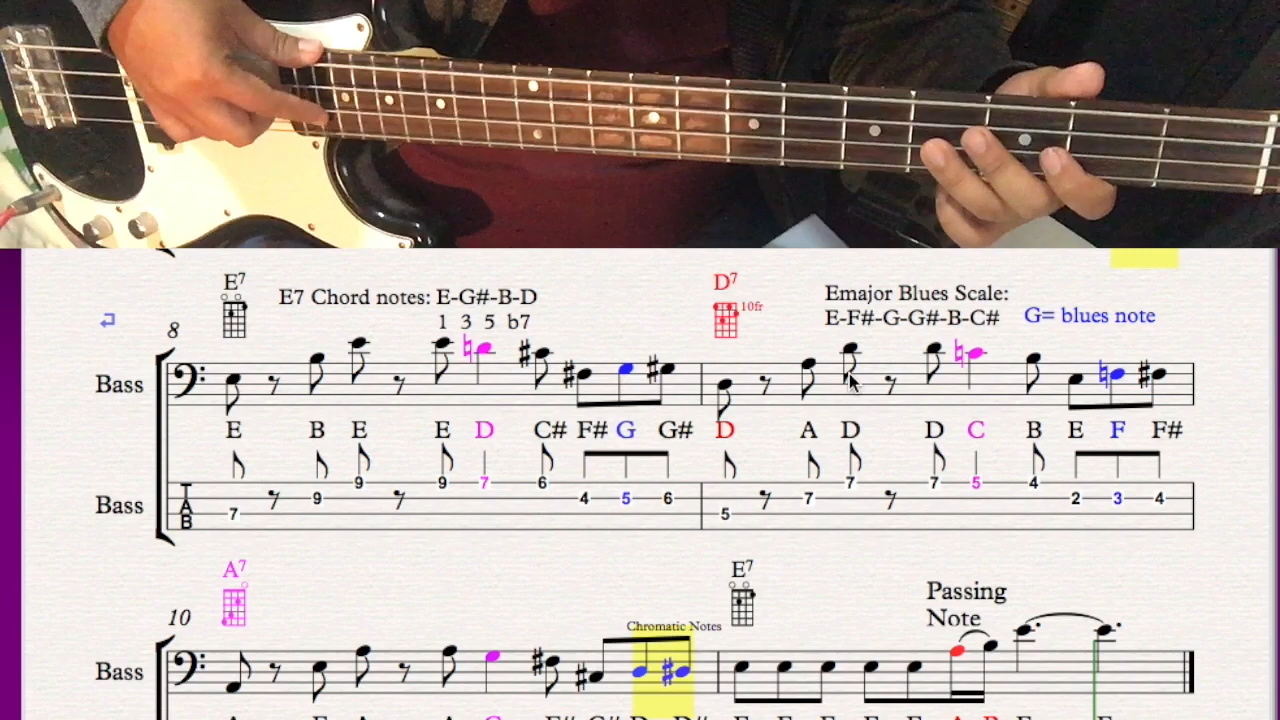 E7 E7 Chord notes: E-G#-B-D D7 10fr Emajor Blues Scale:
1 3 5 b7 E-F#-G-G#-B-C# G= blues note
8
Bass
E B E E D C# F# G G# D A D D C B E F F#
Bass TAB 7 9 9 9 7 6 4 5 6 5 7 7 7 5 4 2 3 4
A7 E7 Passing
10 Chromatic Notes Note
Bass